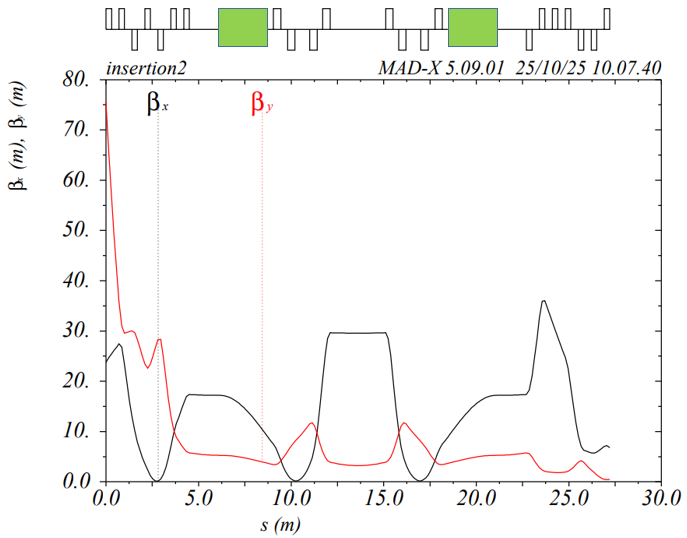 insertion2 MAD-X 5.09.01 25/10/25 10.07.40
βx (m), βy (m)
80.
70.
60.
50.
40.
30.
20.
10.
0.0
βx βy
0.0 5.0 10.0 15.0 20.0 25.0 30.0
s (m)